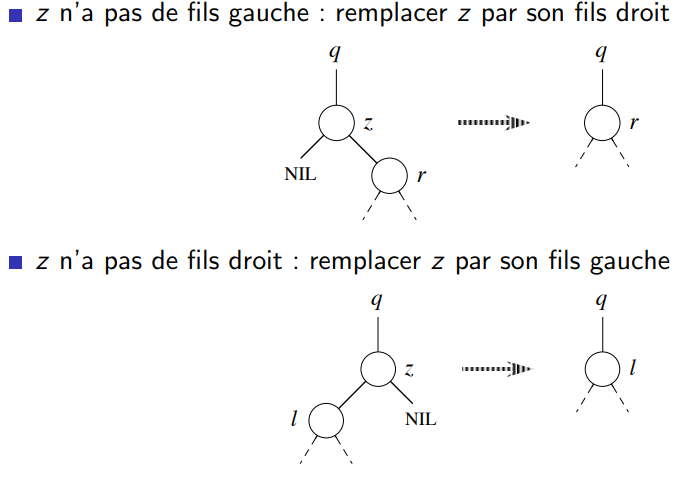 z n'a pas de fils gauche : remplacer z par son fils droit
q q
z r
NIL r
z n'a pas de fils droit : remplacer z par son fils gauche
q q
z l
l NIL